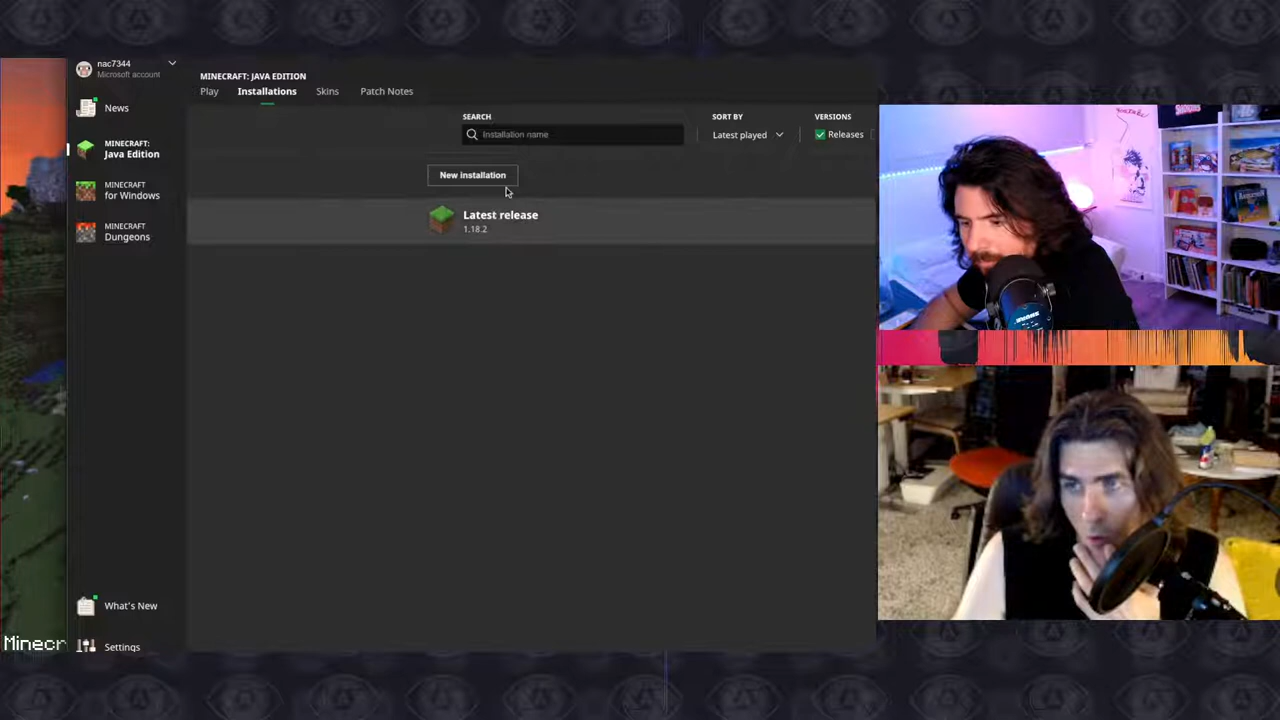 nac7344
Microsoft account
News
MINECRAFT:
Java Edition
MINECRAFT
for Windows
MINECRAFT
Dungeons
What's New
Settings
Minecr
MINECRAFT: JAVA EDITION
Play Installations Skins Patch Notes
SEARCH
Installation name
SORT BY
Latest played
VERSIONS
Releases
New installation
Latest release
1.18.2